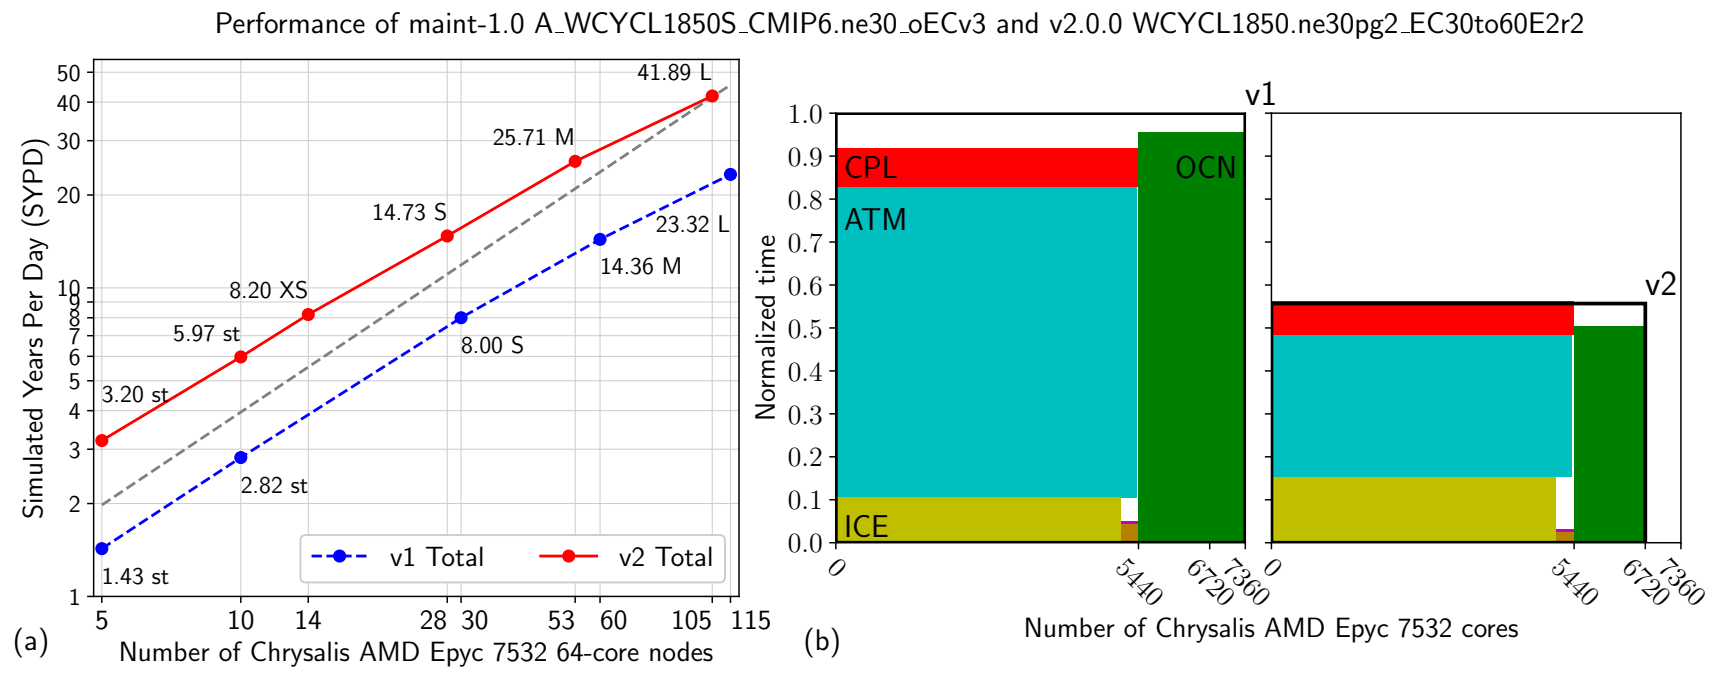 Performance of maint-1.0 A_WCYCL1850S_CMIP6.ne30_oECv3 and v2.0.0 WCYCL1850.ne30pg2_EC30to60E2r2
Simulated Years Per Day (SYPD)
50
40
30
20
10
9
8
7
6
5
4
3
2
1
41.89 L
25.71 M
14.73 S
8.20 XS
5.97 st
3.20 st
23.32 L
14.36 M
8.00 S
2.82 st
1.43 st
v1 Total
v2 Total
5 10 14 28 30 53 60 105 115
(a)
Number of Chrysalis AMD Epyc 7532 64-core nodes
Normalized time
1.0
0.9
0.8
0.7
0.6
0.5
0.4
0.3
0.2
0.1
0.0
v1
CPL
OCN
ATM
ICE
v2
0 5440 6720 7360
0 5440 6720 7360
(b)
Number of Chrysalis AMD Epyc 7532 cores